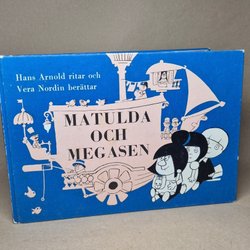 Hans Arnold ritar och
Vera Nordin berättar
MATULDA
OCH
MEGASEN